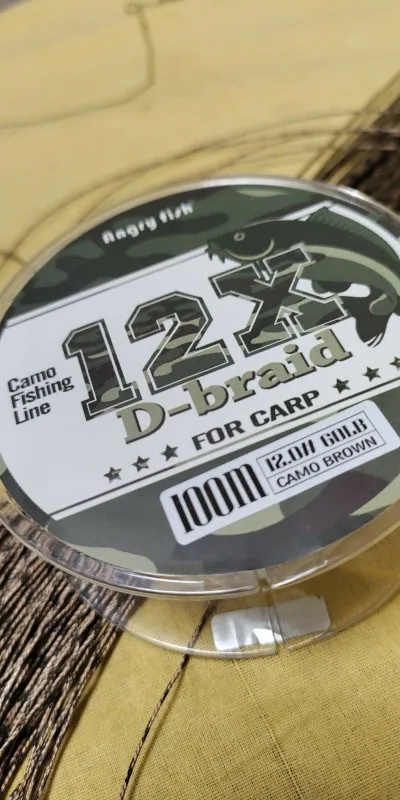 Angry fish
12X
Camo
Fishing
Line
D-braid
FOR CARP
100m
12.0# 60LB
CAMO BROWN